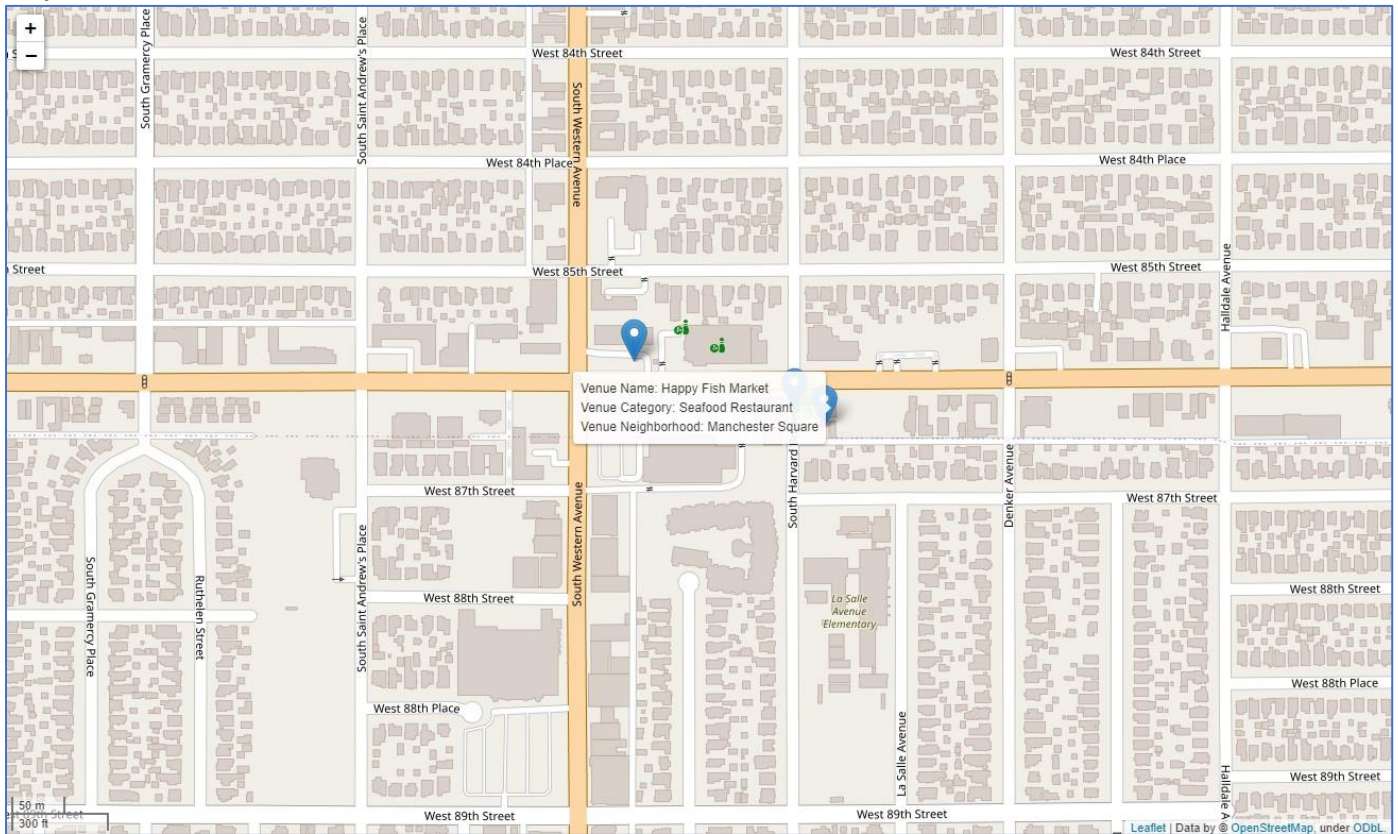 +
−
West 84th Street
West 84th Street
South Gramercy Place
South Saint Andrew's Place
South Western Avenue
West 84th Place
West 84th Place
Street
West 85th Street
West 85th Street
Halldale Avenue
Venue Name: Happy Fish Market
Venue Category: Seafood Restaurant
Venue Neighborhood: Manchester Square
South Harvard
Denker Avenue
West 87th Street
West 87th Street
South Western Avenue
South Gramercy Place
Ruthelen Street
South Saint Andrew's Place
West 88th Street
West 88th Street
La Salle
Avenue
Elementary
West 88th Place
West 88th Place
La Salle Avenue
West 89th Street
Halldale A
50 m
300 ft
West 89th Street
West 89th Street
Leaflet | Data by © OpenStreetMap, under ODbL.